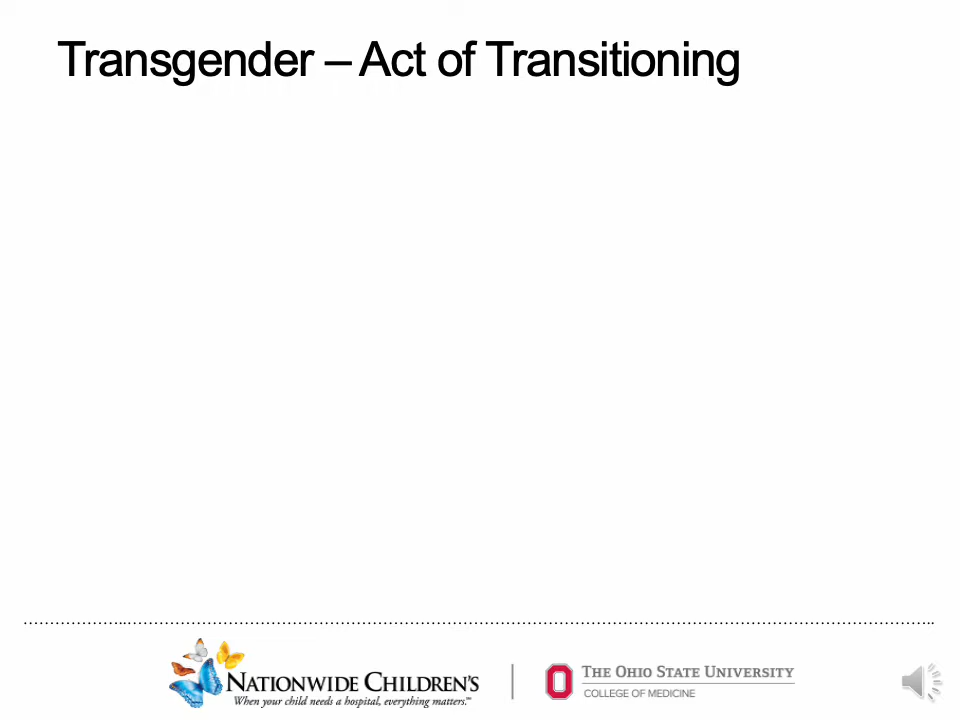 Transgender – Act of Transitioning
NATIONWIDE CHILDREN'S
When your child needs a hospital, everything matters.℠
THE OHIO STATE UNIVERSITY
COLLEGE OF MEDICINE